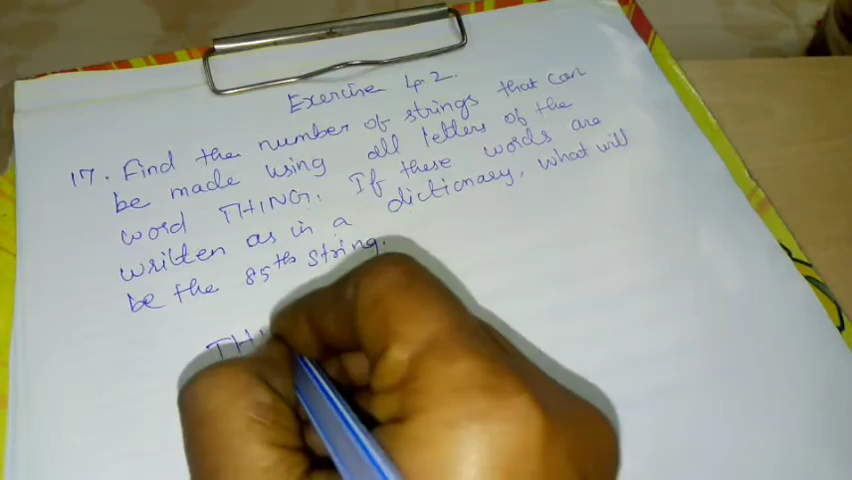 Exercise 4.2.
17. Find the number of strings that can
be made using all letters of the
word THING. If these words are
written as in a dictionary, what will
be the 85th string.
THI